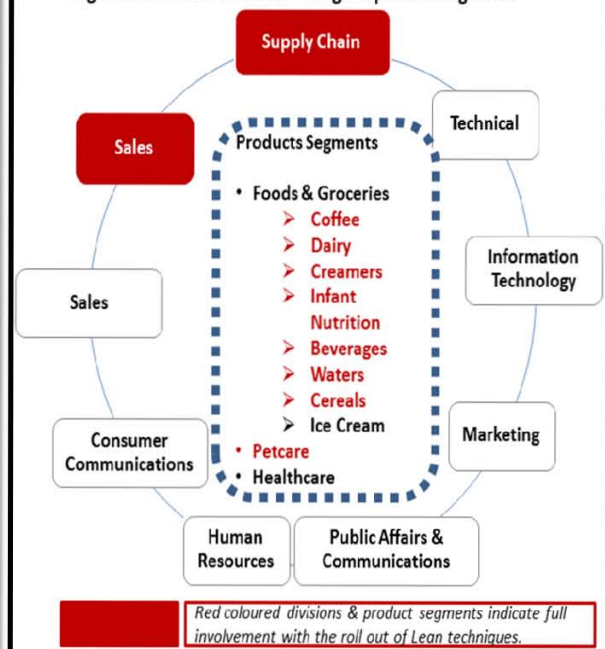 Supply Chain
Technical
Sales
Products Segments
• Foods & Groceries
➤ Coffee
➤ Dairy
➤ Creamers
➤ Infant
Nutrition
➤ Beverages
➤ Waters
➤ Cereals
➤ Ice Cream
• Petcare
• Healthcare
Information
Technology
Sales
Marketing
Consumer
Communications
Human
Resources
Public Affairs &
Communications
Red coloured divisions & product segments indicate full
involvement with the roll out of Lean techniques.